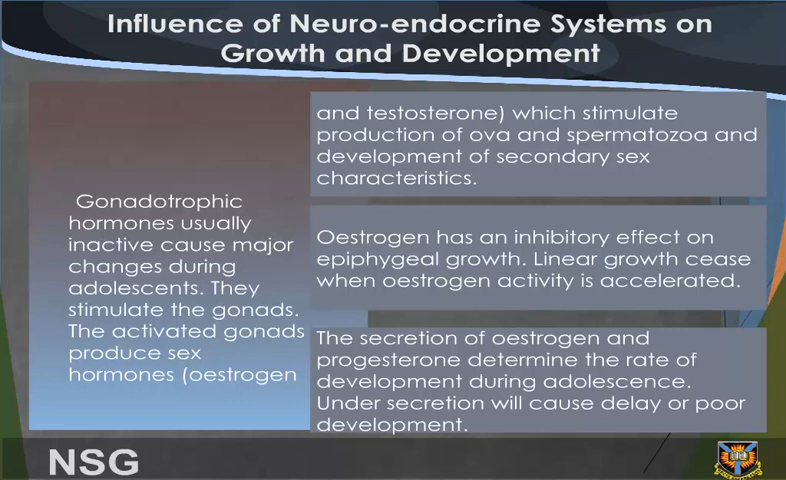 Influence of Neuro-endocrine Systems on
Growth and Development
Gonadotrophic
hormones usually
inactive cause major
changes during
adolescents. They
stimulate the gonads.
The activated gonads
produce sex
hormones (oestrogen
and testosterone) which stimulate
production of ova and spermatozoa and
development of secondary sex
characteristics.
Oestrogen has an inhibitory effect on
epiphygeal growth. Linear growth cease
when oestrogen activity is accelerated.
The secretion of oestrogen and
progesterone determine the rate of
development during adolescence.
Under secretion will cause delay or poor
development.
NSG